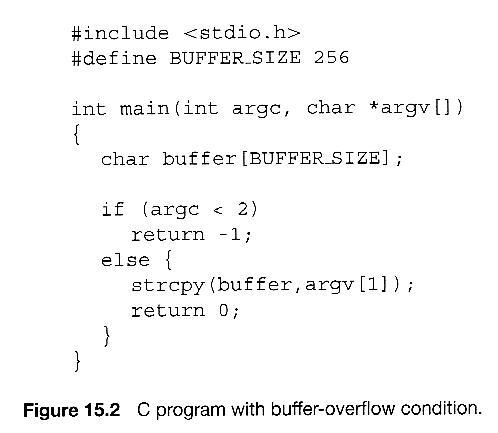 #include <stdio.h>
#define BUFFER_SIZE 256
int main(int argc, char *argv[])
{
char buffer[BUFFER_SIZE];
if (argc < 2)
return -1;
else {
strcpy(buffer,argv[1]);
return 0;
}
}
Figure 15.2 C program with buffer-overflow condition.